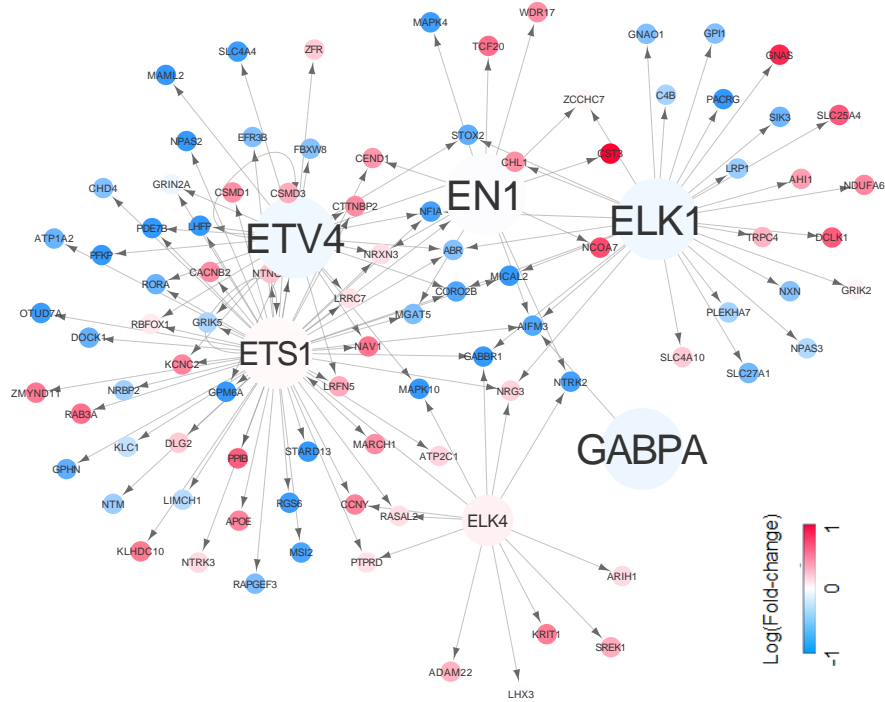 WDR17
MAPK4
GNAO1
GPI1
TCF20
SLC4A4
ZFR
GNAS
MAML2
C4B
PACRG
ZCCHC7
SLC25A4
SIK3
NPAS2
EFR3B
STOX2
FBXW8
CEND1
CHL1
CST3
LRP1
AHI1
NDUFA6
GRIN2A
CHD4
CSMD1
CSMD3
CTTNBP2
EN1
ELK1
NFIA
PDE7B
LHFP
ETV4
ATP1A2
TRPC4
DCLK1
NCOA7
PFKP
NRXN3
ABR
CACNB2
RORA
MICAL2
GRIK2
CORO2B
NXN
LRRC7
OTUD7A
PLEKHA7
MGAT5
RBFOX1
GRIK5
AIFM3
DOCK1
NAV1
NPAS3
ETS1
GABBR1
SLC4A10
KCNC2
SLC27A1
NTRK2
LRFN5
MAPK10
NRG3
ZMYND11
NRBP2
GPM6A
RAB3A
DLG2
MARCH1
KLC1
STARD13
GABPA
ATP2C1
PPIB
GPHN
NTM
LIMCH1
RGS6
CCNY
APOE
RASAL2
ELK4
KLHDC10
MSI2
NTRK3
PTPRD
RAPGEF3
ARIH1
KRIT1
SREK1
ADAM22
LHX3
Log(Fold-change)
1
0
-1